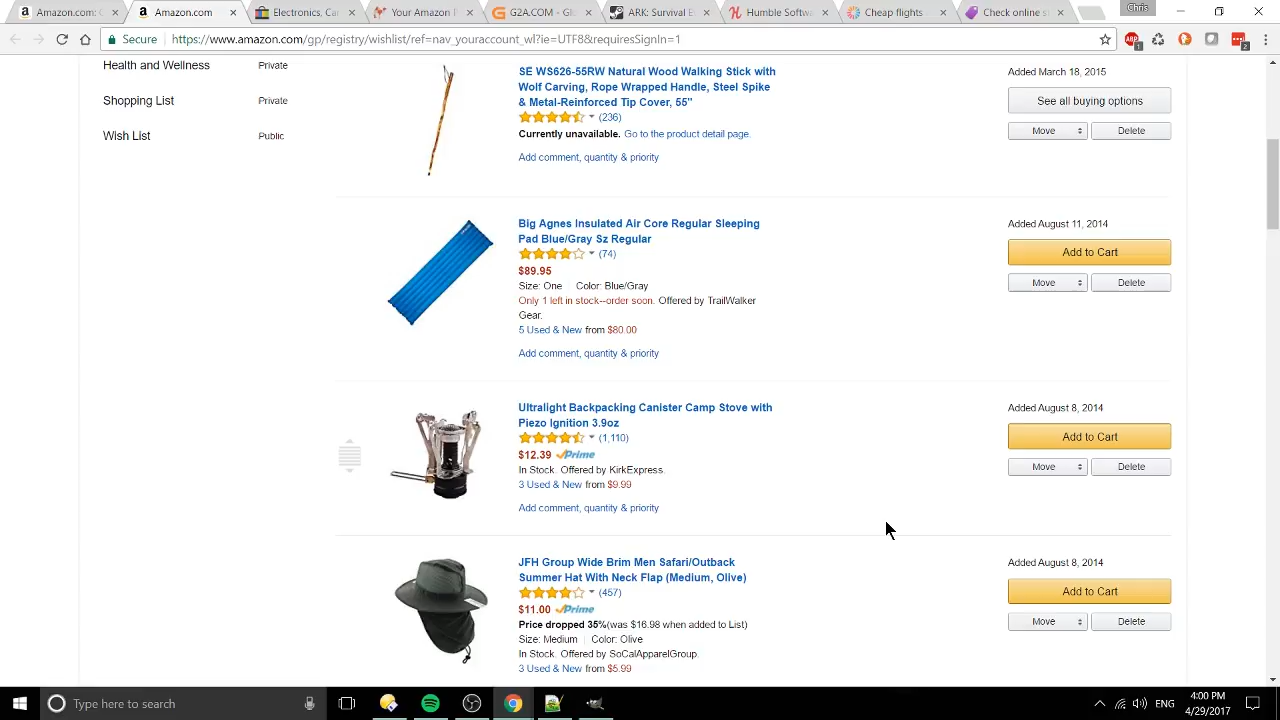 Amazon.com: C
Amazon.com
Electronics, Car
Your Amazon.
G2A.COM - Gl
ARK: Survival E
Humble Softw
Cheap flights
Check online s
Chris
Secure
https://www.amazon.com/gp/registry/wishlist/ref=nav_youraccount_wl?ie=UTF8&requiresSignIn=1
Health and Wellness Private
Shopping List Private
Wish List Public
SE WS626-55RW Natural Wood Walking Stick with
Wolf Carving, Rope Wrapped Handle, Steel Spike
& Metal-Reinforced Tip Cover, 55"
(236)
Currently unavailable. Go to the product detail page.
Add comment, quantity & priority
Added March 18, 2015
See all buying options
Move Delete
Big Agnes Insulated Air Core Regular Sleeping
Pad Blue/Gray Sz Regular
(74)
$89.95
Size: One Color: Blue/Gray
Only 1 left in stock--order soon. Offered by TrailWalker
Gear.
5 Used & New from $80.00
Add comment, quantity & priority
Added August 11, 2014
Add to Cart
Move Delete
Ultralight Backpacking Canister Camp Stove with
Piezo Ignition 3.9oz
(1,110)
$12.39 Prime
In Stock. Offered by KirkExpress.
3 Used & New from $9.99
Add comment, quantity & priority
Added August 8, 2014
Add to Cart
Move Delete
JFH Group Wide Brim Men Safari/Outback
Summer Hat With Neck Flap (Medium, Olive)
(457)
$11.00 Prime
Price dropped 35%(was $16.98 when added to List)
Size: Medium Color: Olive
In Stock. Offered by SoCalApparelGroup.
3 Used & New from $5.99
Added August 8, 2014
Add to Cart
Move Delete
Type here to search
ENG
4:00 PM
4/29/2017